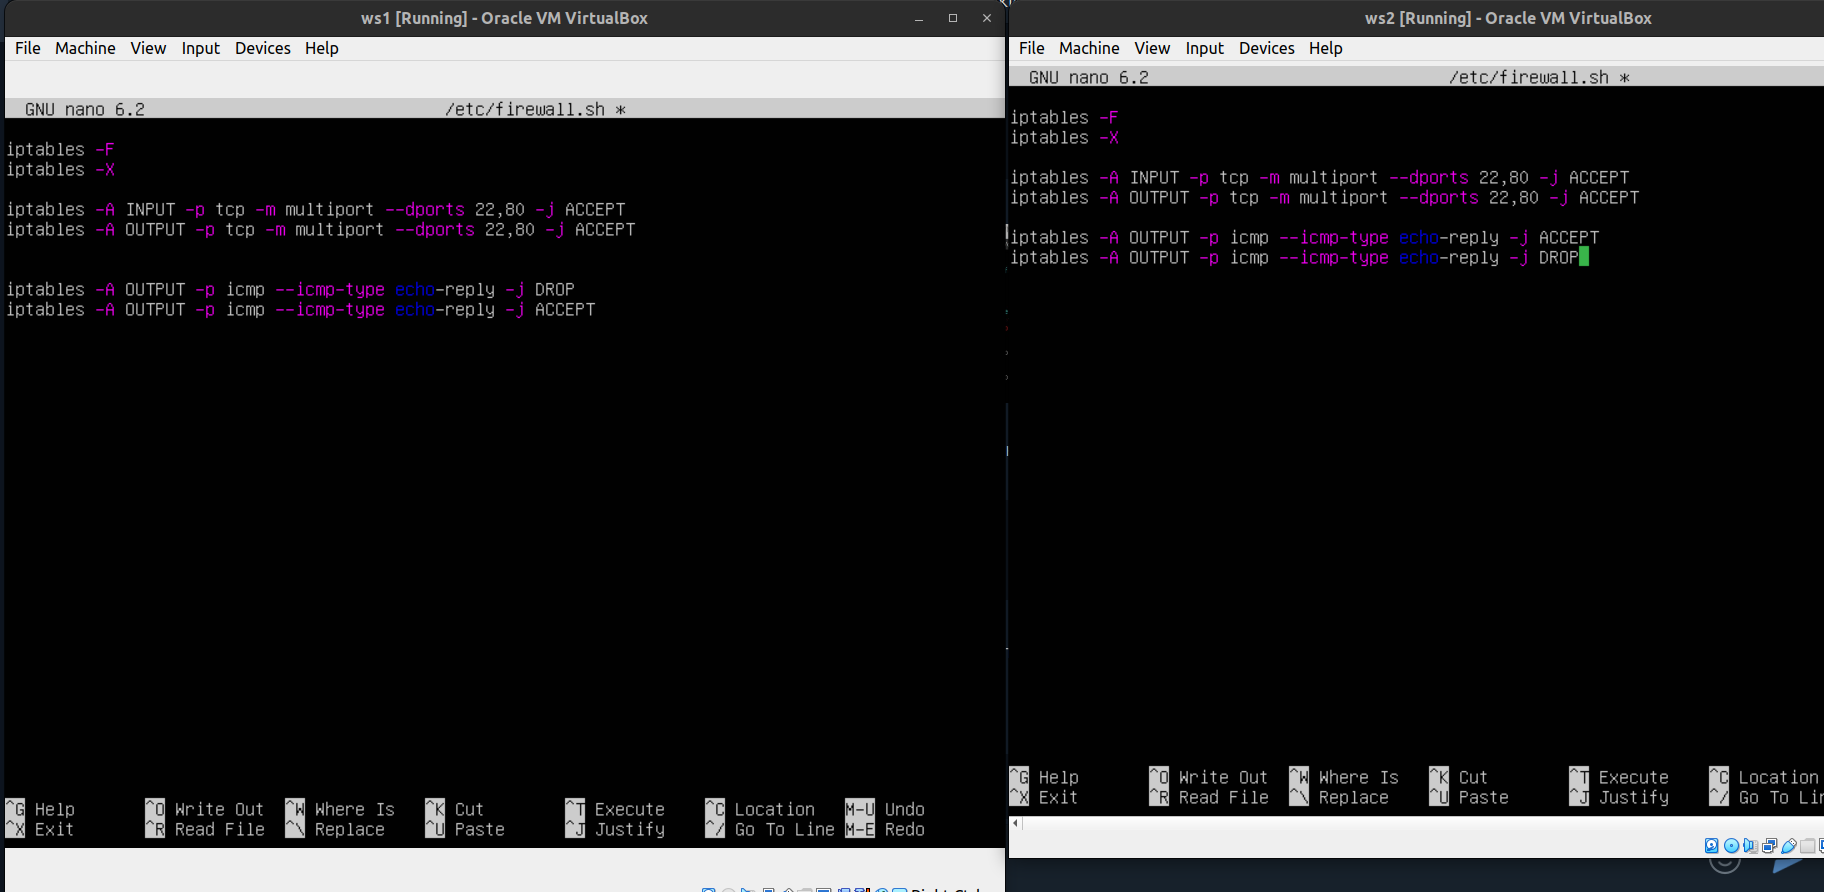 ws1 [Running] - Oracle VM VirtualBox
File Machine View Input Devices Help
GNU nano 6.2 /etc/firewall.sh *
iptables -F
iptables -X
iptables -A INPUT -p tcp -m multiport --dports 22,80 -j ACCEPT
iptables -A OUTPUT -p tcp -m multiport --dports 22,80 -j ACCEPT
iptables -A OUTPUT -p icmp --icmp-type echo-reply -j DROP
iptables -A OUTPUT -p icmp --icmp-type echo-reply -j ACCEPT
^G Help ^O Write Out ^W Where Is ^K Cut ^T Execute ^C Location M-U Undo
^X Exit ^R Read File ^\ Replace ^U Paste ^J Justify ^/ Go To Line M-E Redo
ws2 [Running] - Oracle VM VirtualBox
File Machine View Input Devices Help
GNU nano 6.2 /etc/firewall.sh *
iptables -F
iptables -X
iptables -A INPUT -p tcp -m multiport --dports 22,80 -j ACCEPT
iptables -A OUTPUT -p tcp -m multiport --dports 22,80 -j ACCEPT
iptables -A OUTPUT -p icmp --icmp-type echo-reply -j ACCEPT
iptables -A OUTPUT -p icmp --icmp-type echo-reply -j DROP
^G Help ^O Write Out ^W Where Is ^K Cut ^T Execute ^C Location
^X Exit ^R Read File ^\ Replace ^U Paste ^J Justify ^/ Go To